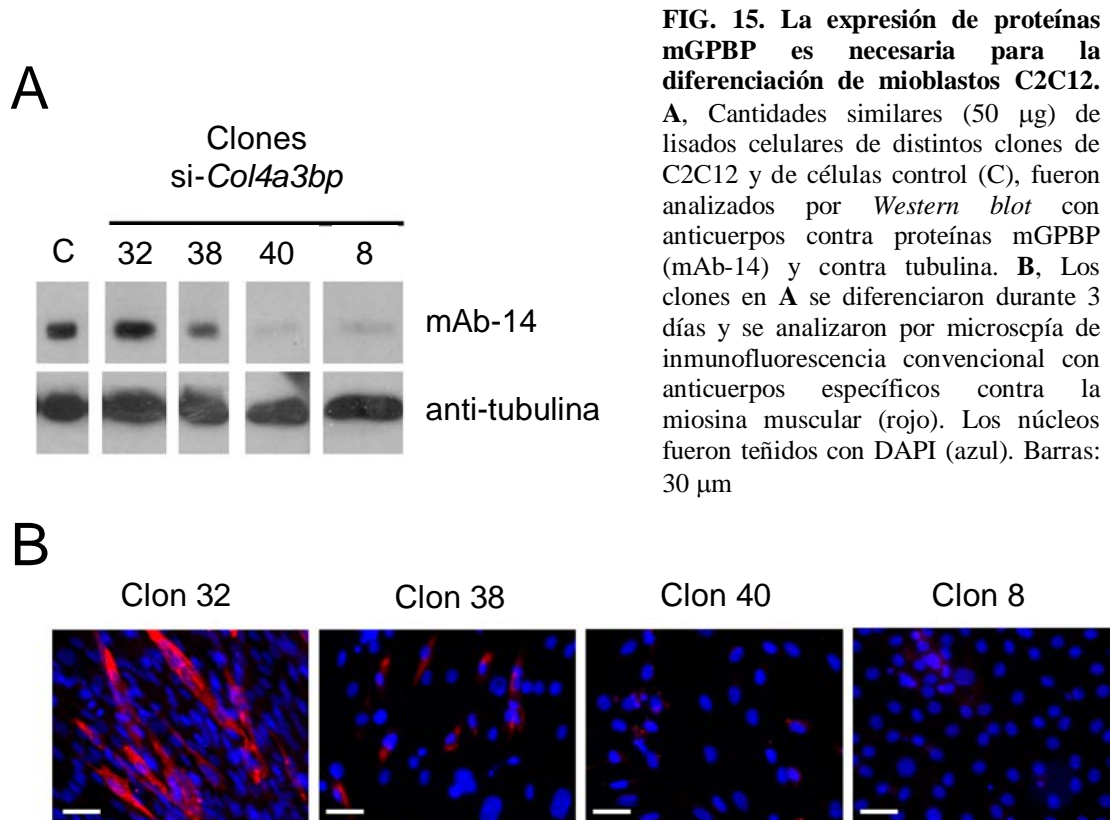 A
Clones
si-Col4a3bp
C 32 38 40 8
mAb-14
anti-tubulina
FIG. 15. La expresión de proteínas
mGPBP es necesaria para la
diferenciación de mioblastos C2C12.
A, Cantidades similares (50 μg) de
lisados celulares de distintos clones de
C2C12 y de células control (C), fueron
analizados por Western blot con
anticuerpos contra proteínas mGPBP
(mAb-14) y contra tubulina. B, Los
clones en A se diferenciaron durante 3
días y se analizaron por microscpía de
inmunofluorescencia convencional con
anticuerpos específicos contra la
miosina muscular (rojo). Los núcleos
fueron teñidos con DAPI (azul). Barras:
30 μm
B
Clon 32 Clon 38 Clon 40 Clon 8